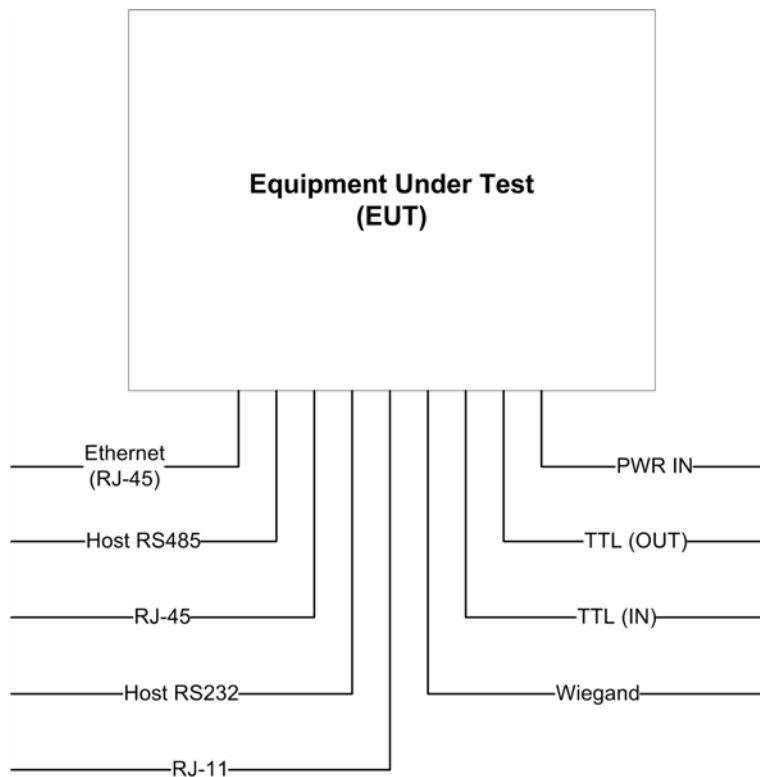 Equipment Under Test
(EUT)
Ethernet
(RJ-45)
PWR IN
Host RS485
TTL (OUT)
RJ-45
TTL (IN)
Host RS232
Wiegand
RJ-11